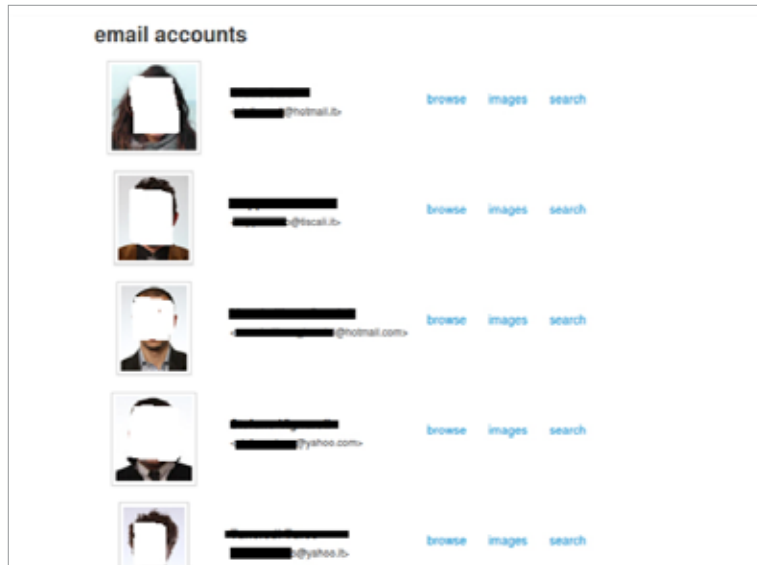 email accounts
browse images search
@hotmail.it>
browse images search
@tiscali.it>
browse images search
@hotmail.com>
browse images search
@yahoo.com>
browse images search
@yahoo.it>